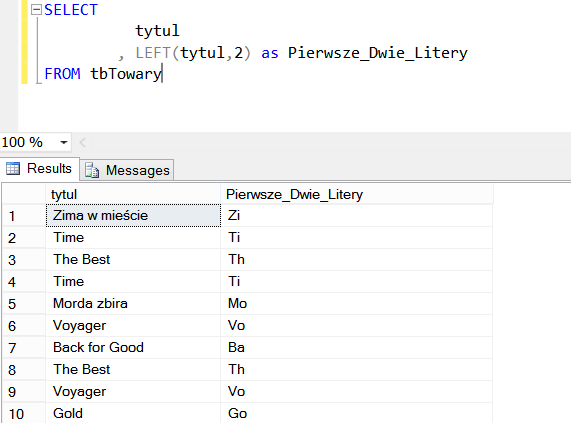 SELECT
tytul
, LEFT(tytul,2) as Pierwsze_Dwie_Litery
FROM tbTowary
100 %
Results Messages
tytul Pierwsze_Dwie_Litery
1 Zima w mieście Zi
2 Time Ti
3 The Best Th
4 Time Ti
5 Morda zbira Mo
6 Voyager Vo
7 Back for Good Ba
8 The Best Th
9 Voyager Vo
10 Gold Go